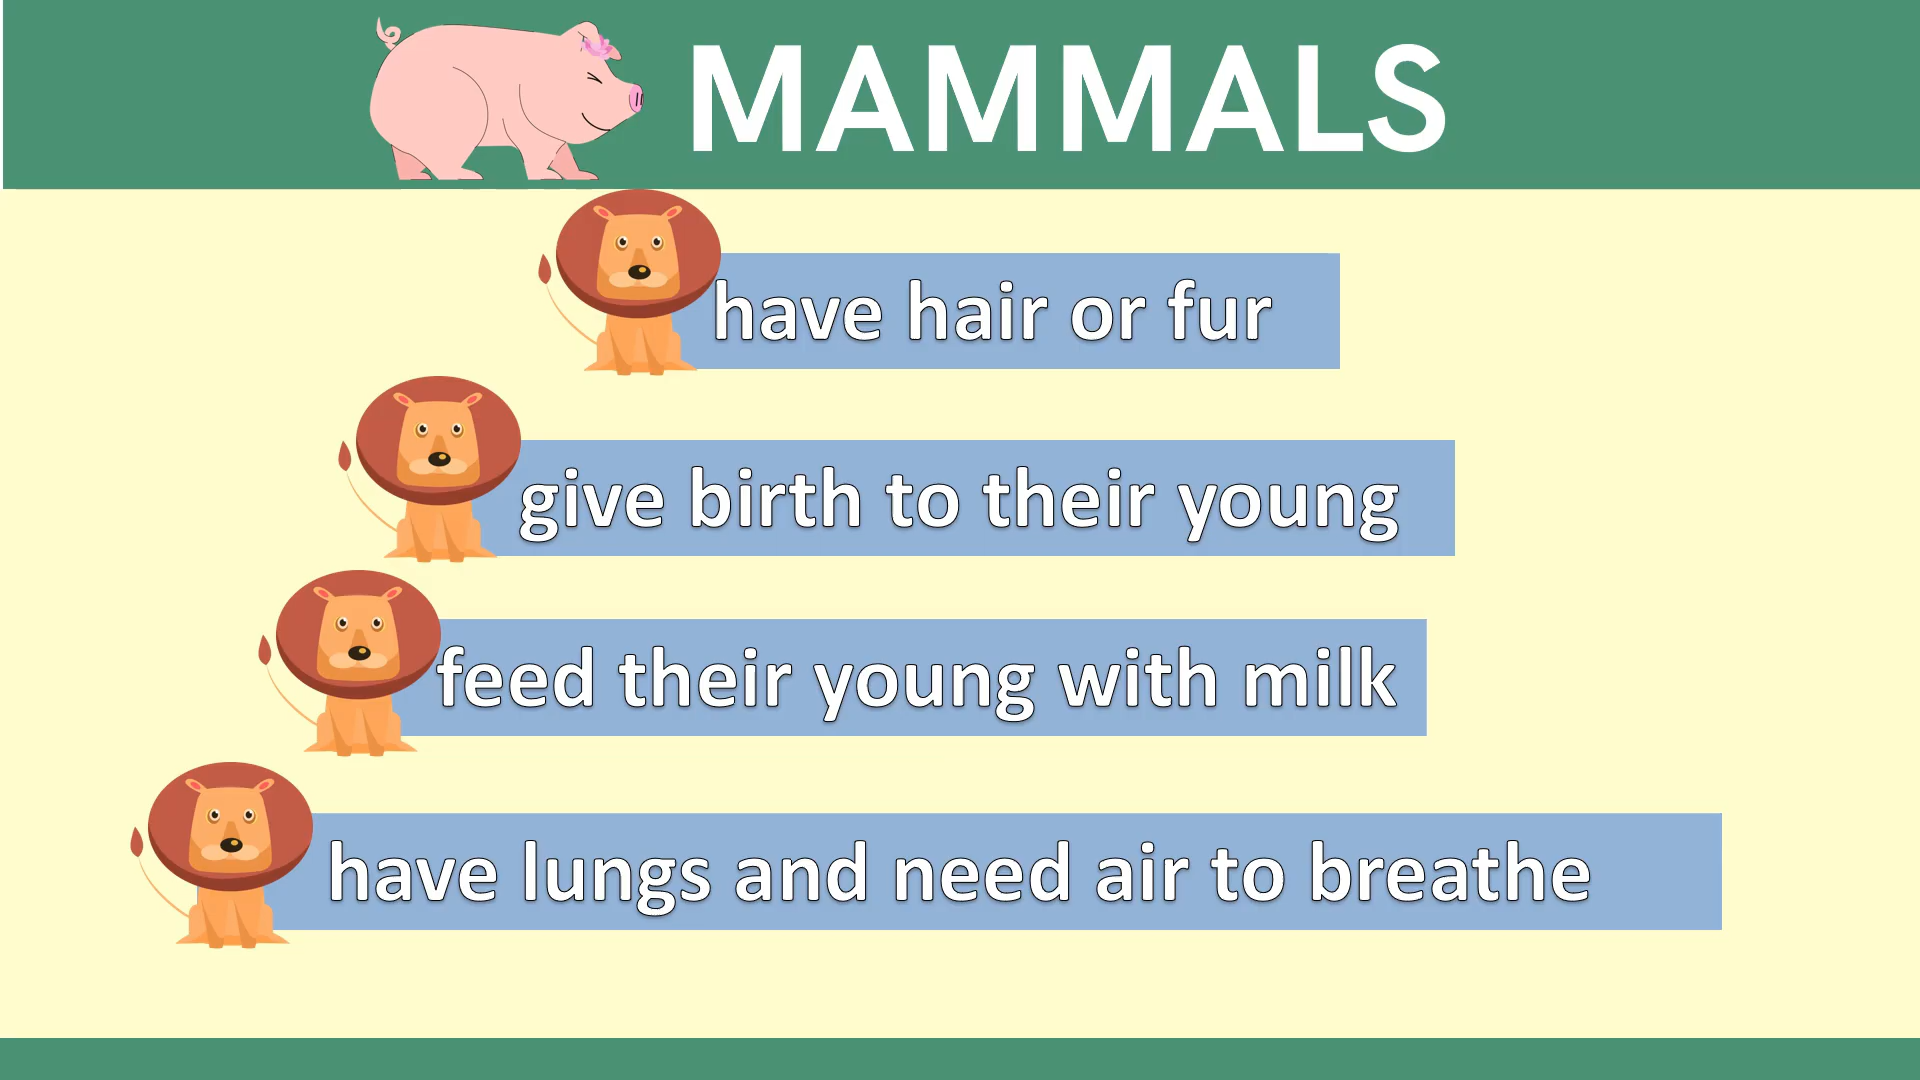 MAMMALS
have hair or fur
give birth to their young
feed their young with milk
have lungs and need air to breathe